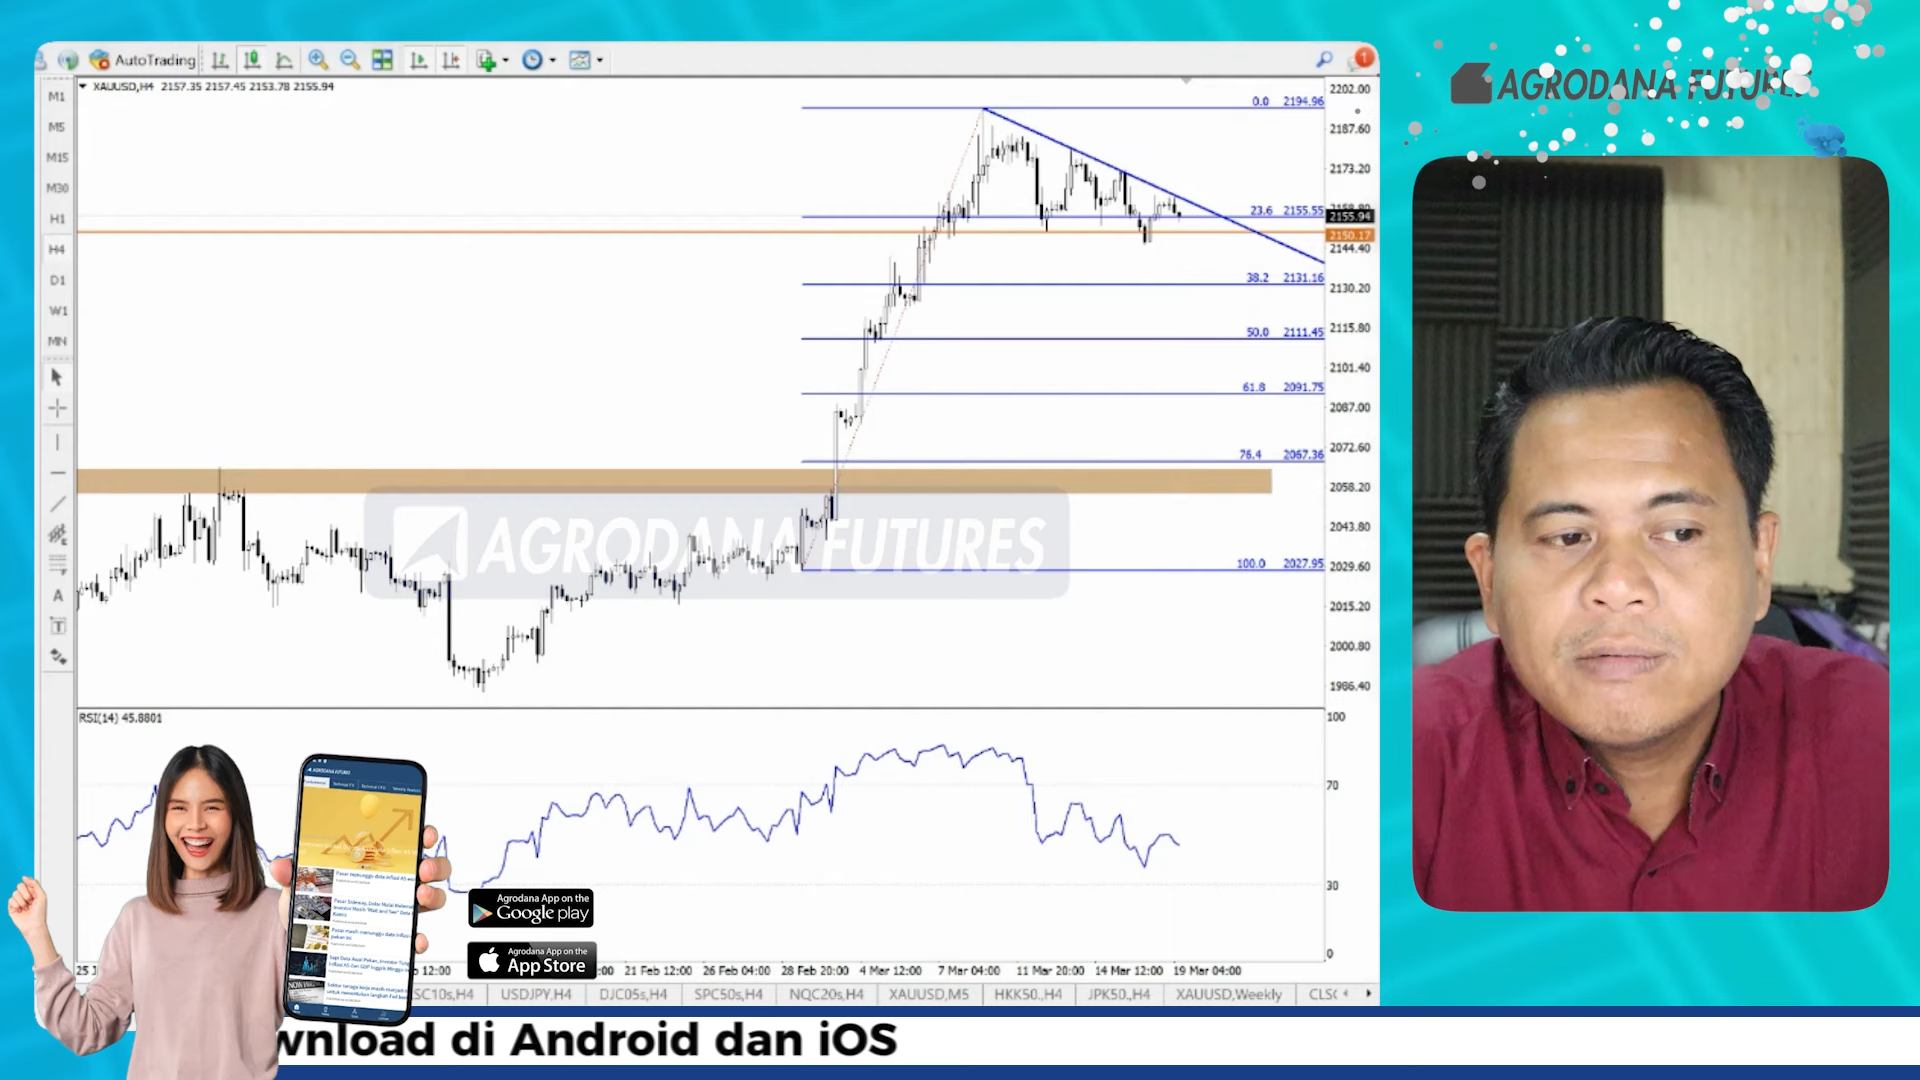 AutoTrading
1
XAUUSD,H4 2157.35 2157.45 2153.78 2155.94
M1
M5
M15
M30
H1
H4
D1
W1
MN
A
T
0.0 2194.96
23.6 2155.55
38.2 2131.16
50.0 2111.45
61.8 2091.75
76.4 2067.36
100.0 2027.95
2202.00
2187.60
2173.20
2155.94
2150.17
2144.40
2130.20
2115.80
2101.40
2087.00
2072.60
2058.20
2043.80
2029.60
2015.20
2000.80
1986.40
AGRODANA FUTURES
RSI(14) 45.8801
100
70
30
0
12:00
21 Feb 12:00
26 Feb 04:00
28 Feb 20:00
4 Mar 12:00
7 Mar 04:00
11 Mar 20:00
14 Mar 12:00
19 Mar 04:00
USDJPY,H4
DJC05s,H4
SPC50s,H4
NQC20s,H4
XAUUSD,M5
HKK50.,H4
JPK50.,H4
XAUUSD,Weekly
AGRODANA FUTURES
Agrodana App on the
Google play
Agrodana App on the
App Store
wnload di Android dan iOS
AGRODANA FUTURES